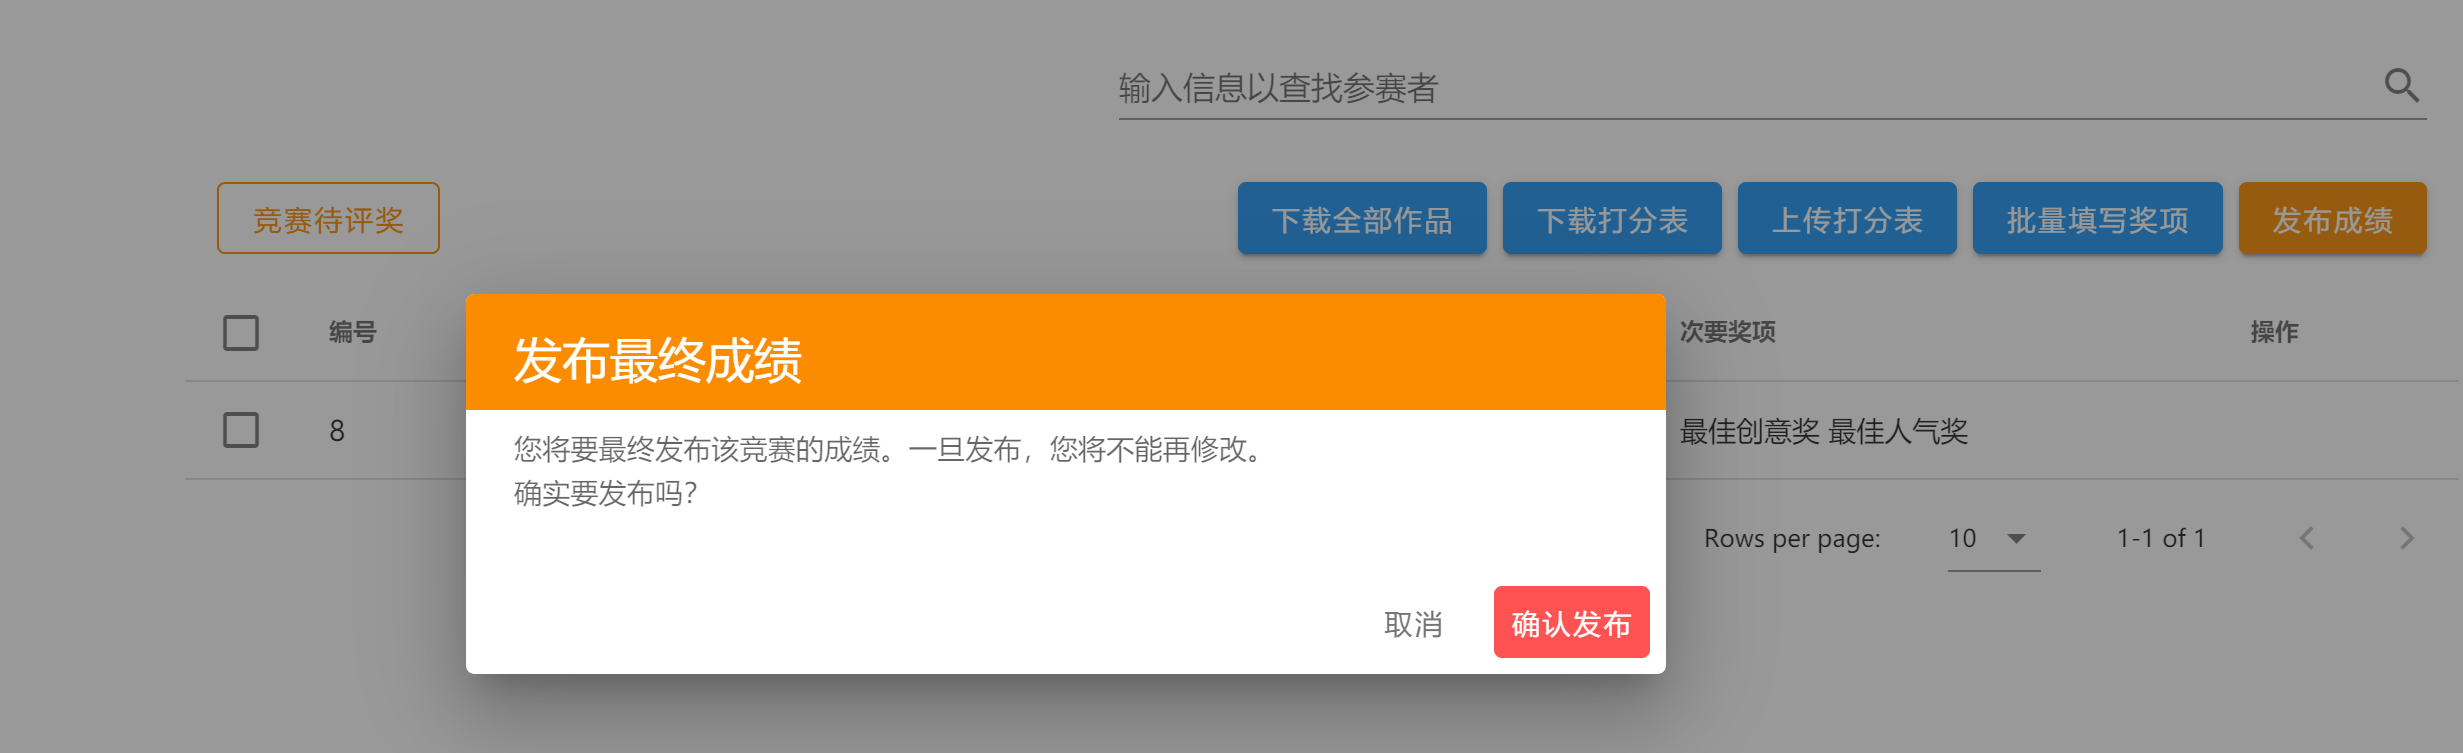 输入信息以查找参赛者
竞赛待评奖
下载全部作品
下载打分表
上传打分表
批量填写奖项
发布成绩
编号
次要奖项
操作
8
最佳创意奖 最佳人气奖
发布最终成绩
您将要最终发布该竞赛的成绩。一旦发布，您将不能再修改。
确实要发布吗？
取消
确认发布
Rows per page:
10
1-1 of 1